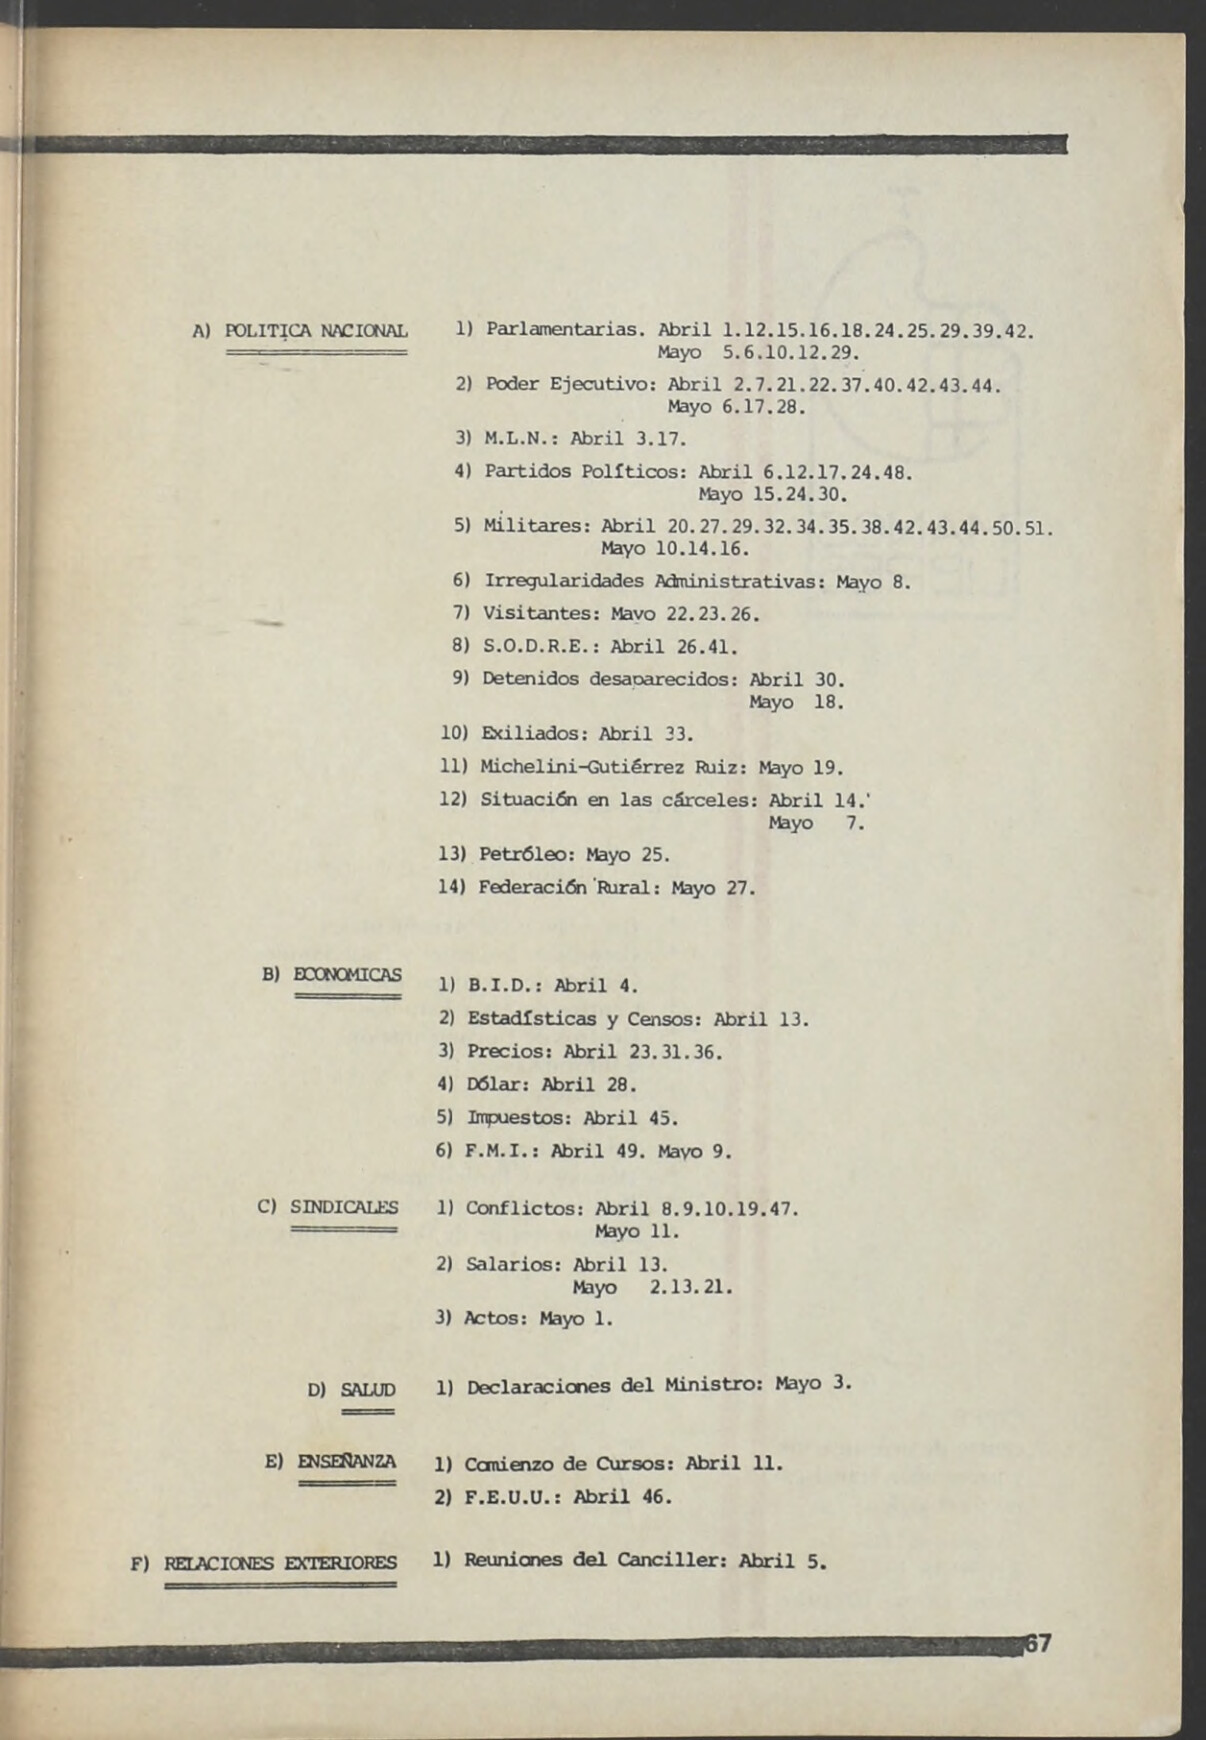 A) POLITICA NACIONAL
1) Parlamentarias. Abril 1.12.15.16.18.24.25.29.39.42.
Mayo 5.6.10.12.29.
2) Poder Ejecutivo: Abril 2.7.21.22.37.40.42.43.44.
Mayo 6.17.28.
3) M.L.N.: Abril 3.17.
4) Partidos Políticos: Abril 6.12.17.24.48.
Mayo 15.24.30.
5) Militares: Abril 20.27.29.32.34.35.38.42.43.44.50.51.
Mayo 10.14.16.
6) Irregularidades Administrativas: Mayo 8.
7) Visitantes: Mayo 22.23.26.
8) S.O.D.R.E.: Abril 26.41.
9) Detenidos desaparecidos: Abril 30.
Mayo 18.
10) Exiliados: Abril 33.
11) Michelini-Gutiérrez Ruiz: Mayo 19.
12) Situación en las cárceles: Abril 14.
Mayo 7.
13) Petróleo: Mayo 25.
14) Federación Rural: Mayo 27.
B) ECONOMICAS
1) B.I.D.: Abril 4.
2) Estadísticas y Censos: Abril 13.
3) Precios: Abril 23.31.36.
4) Dólar: Abril 28.
5) Impuestos: Abril 45.
6) F.M.I.: Abril 49. Mayo 9.
C) SINDICALES
1) Conflictos: Abril 8.9.10.19.47.
Mayo 11.
2) Salarios: Abril 13.
Mayo 2.13.21.
3) Actos: Mayo 1.
D) SALUD
1) Declaraciones del Ministro: Mayo 3.
E) ENSEÑANZA
1) Comienzo de Cursos: Abril 11.
2) F.E.U.U.: Abril 46.
F) RELACIONES EXTERIORES
1) Reuniones del Canciller: Abril 5.
67